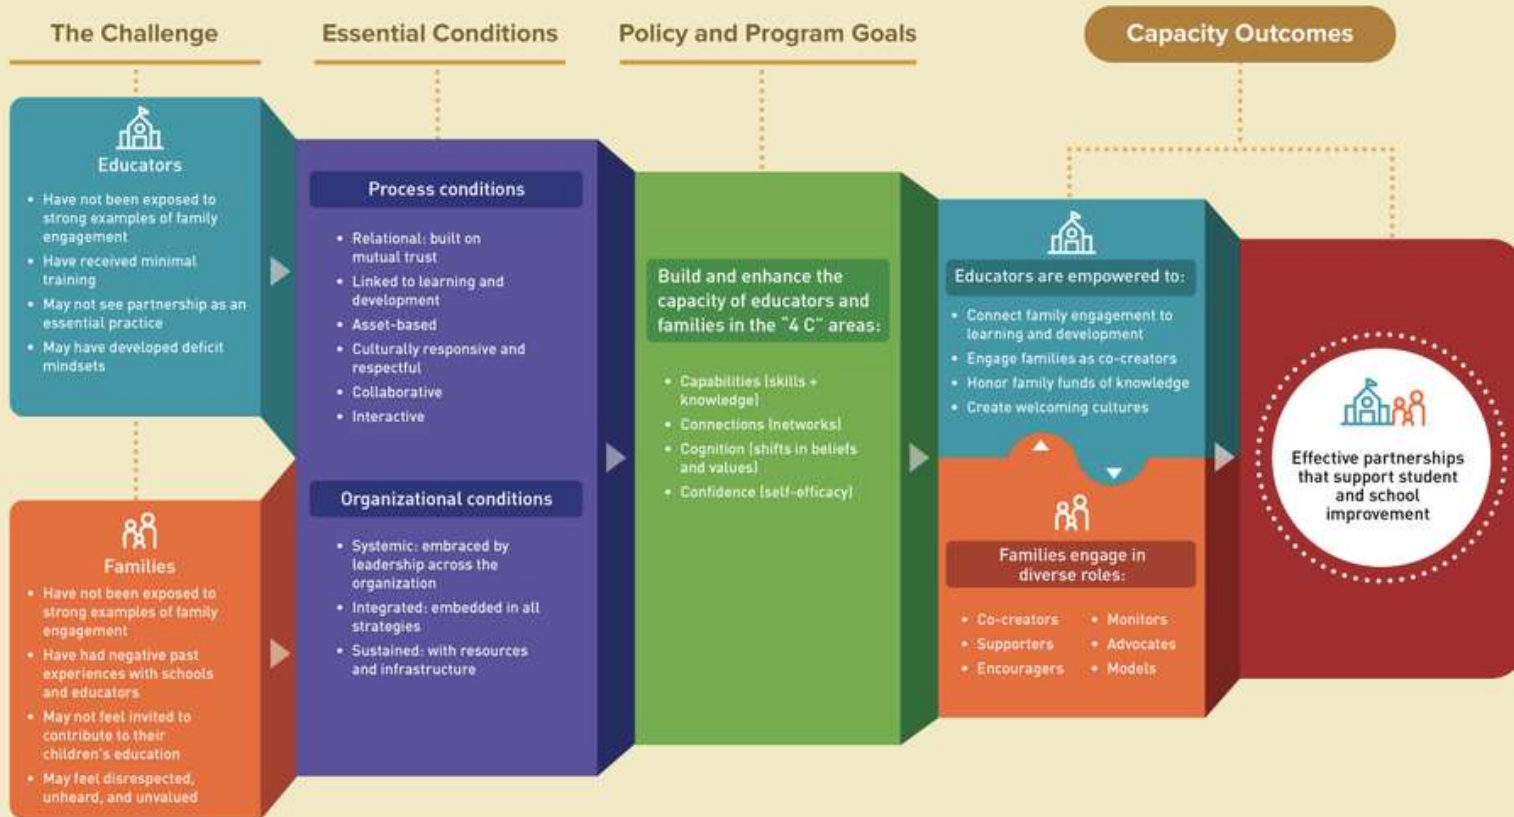 The Challenge
Educators
• Have not been exposed to
strong examples of family
engagement
• Have received minimal
training
• May not see partnership as an
essential practice
• May have developed deficit
mindsets
Families
• Have not been exposed to
strong examples of family
engagement
• Have had negative past
experiences with schools
and educators
• May not feel invited to
contribute to their
children's education
• May feel disrespected,
unheard, and unvalued
Essential Conditions
Process conditions
• Relational: built on
mutual trust
• Linked to learning and
development
• Asset-based
• Culturally responsive and
respectful
• Collaborative
• Interactive
Organizational conditions
• Systemic: embraced by
leadership across the
organization
• Integrated: embedded in all
strategies
• Sustained: with resources
and infrastructure
Policy and Program Goals
Build and enhance the
capacity of educators and
families in the "4 C" areas:
• Capabilities (skills +
knowledge)
• Connections (networks)
• Cognition (shifts in beliefs
and values)
• Confidence (self-efficacy)
Capacity Outcomes
Educators are empowered to:
• Connect family engagement to
learning and development
• Engage families as co-creators
• Honor family funds of knowledge
• Create welcoming cultures
Families engage in
diverse roles:
• Co-creators
• Supporters
• Encouragers
• Monitors
• Advocates
• Models
Effective partnerships
that support student
and school
improvement